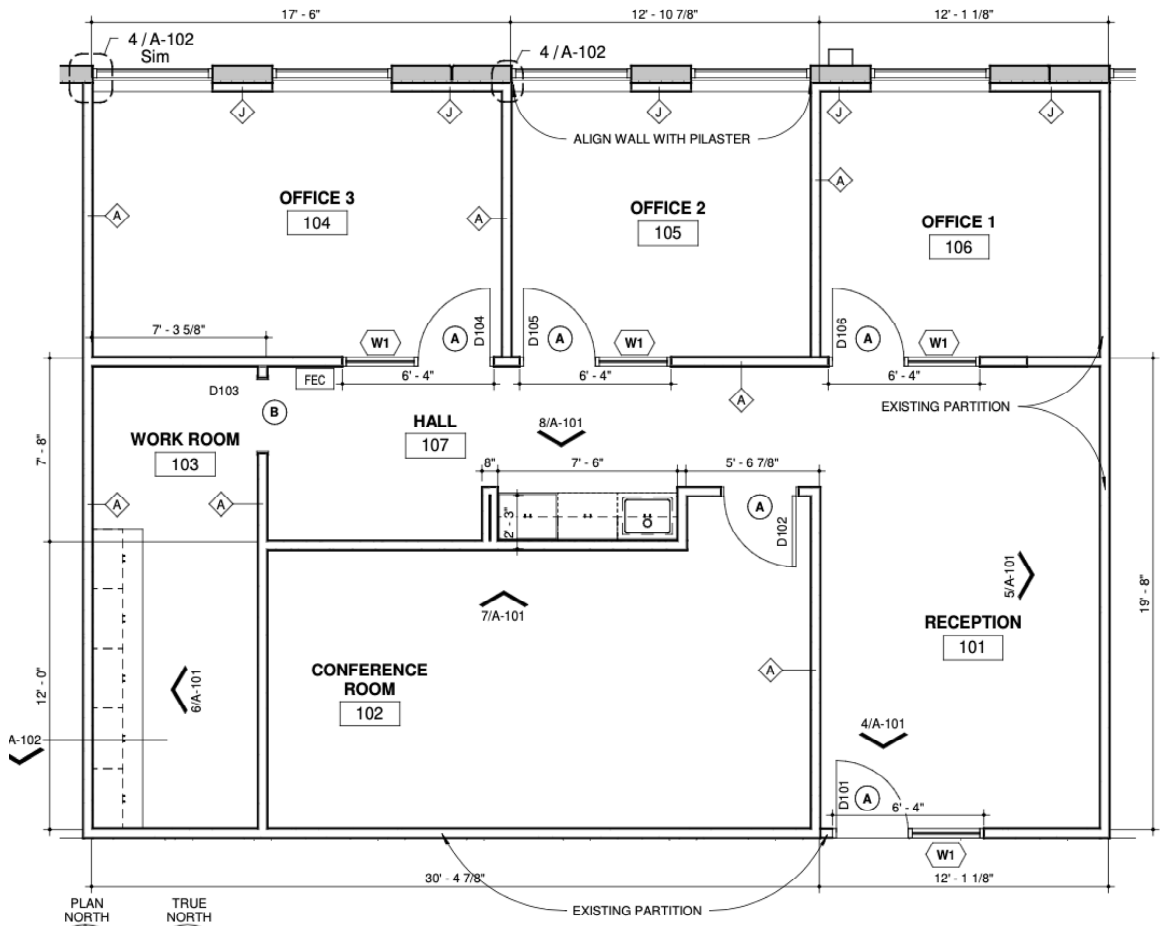 17' - 6"
12' - 10 7/8"
12' - 1 1/8"
4 / A-102
Sim
4 / A-102
J
J
J
J
J
ALIGN WALL WITH PILASTER
A
A
A
OFFICE 3
104
OFFICE 2
105
OFFICE 1
106
7' - 3 5/8"
W1
A
D104
D105
A
W1
D106
A
W1
FEC
6' - 4"
6' - 4"
6' - 4"
D103
B
A
EXISTING PARTITION
HALL
107
8/A-101
WORK ROOM
103
7' - 8"
8"
7' - 6"
5' - 6 7/8"
A
A
2' - 3"
A
D102
5/A-101
7/A-101
19' - 8"
RECEPTION
101
CONFERENCE
ROOM
102
A
12' - 0"
6/A-101
A-102
4/A-101
D101
A
6' - 4"
W1
30' - 4 7/8"
12' - 1 1/8"
EXISTING PARTITION
PLAN
NORTH
TRUE
NORTH